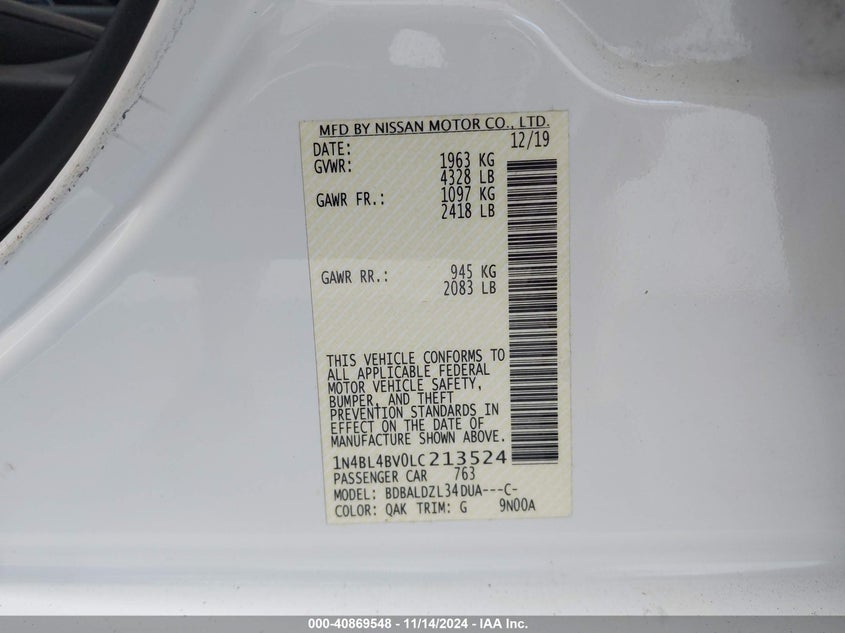 MFD BY NISSAN MOTOR CO., LTD.
DATE: 12/19
GVWR: 1963 KG
4328 LB
GAWR FR.: 1097 KG
2418 LB
GAWR RR.: 945 KG
2083 LB
THIS VEHICLE CONFORMS TO
ALL APPLICABLE FEDERAL
MOTOR VEHICLE SAFETY,
BUMPER, AND THEFT
PREVENTION STANDARDS IN
EFFECT ON THE DATE OF
MANUFACTURE SHOWN ABOVE.
1N4BL4BV0LC213524
PASSENGER CAR 763
MODEL: BDBALDZL34DUA---C-
COLOR: QAK TRIM: G 9N00A
000-40869548 - 11/14/2024 - IAA Inc.